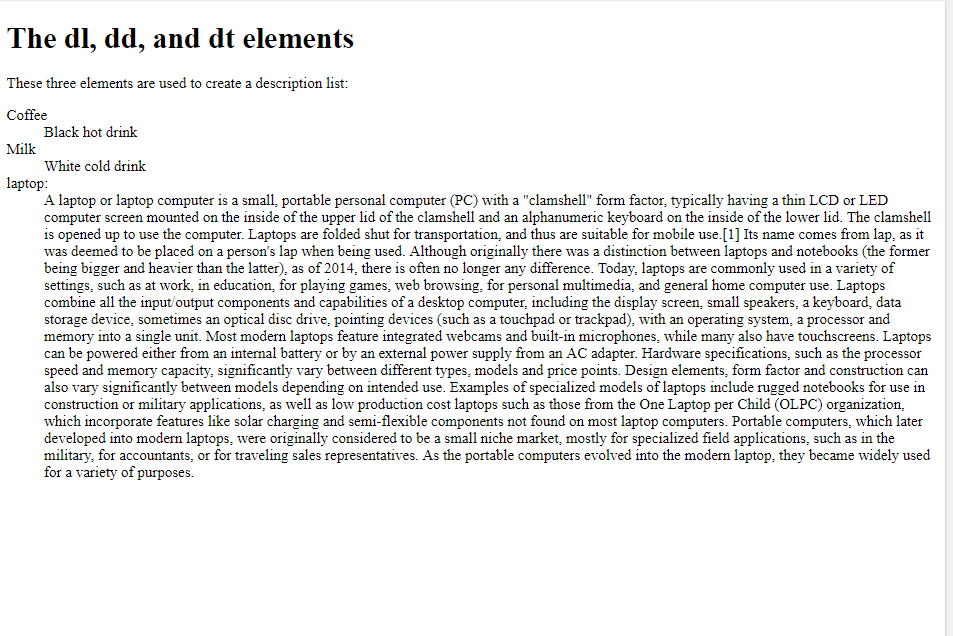 The dl, dd, and dt elements
These three elements are used to create a description list:
Coffee
Black hot drink
Milk
White cold drink
laptop:
A laptop or laptop computer is a small, portable personal computer (PC) with a "clamshell" form factor, typically having a thin LCD or LED
computer screen mounted on the inside of the upper lid of the clamshell and an alphanumeric keyboard on the inside of the lower lid. The clamshell
is opened up to use the computer. Laptops are folded shut for transportation, and thus are suitable for mobile use.[1] Its name comes from lap, as it
was deemed to be placed on a person's lap when being used. Although originally there was a distinction between laptops and notebooks (the former
being bigger and heavier than the latter), as of 2014, there is often no longer any difference. Today, laptops are commonly used in a variety of
settings, such as at work, in education, for playing games, web browsing, for personal multimedia, and general home computer use. Laptops
combine all the input/output components and capabilities of a desktop computer, including the display screen, small speakers, a keyboard, data
storage device, sometimes an optical disc drive, pointing devices (such as a touchpad or trackpad), with an operating system, a processor and
memory into a single unit. Most modern laptops feature integrated webcams and built-in microphones, while many also have touchscreens. Laptops
can be powered either from an internal battery or by an external power supply from an AC adapter. Hardware specifications, such as the processor
speed and memory capacity, significantly vary between different types, models and price points. Design elements, form factor and construction can
also vary significantly between models depending on intended use. Examples of specialized models of laptops include rugged notebooks for use in
construction or military applications, as well as low production cost laptops such as those from the One Laptop per Child (OLPC) organization,
which incorporate features like solar charging and semi-flexible components not found on most laptop computers. Portable computers, which later
developed into modern laptops, were originally considered to be a small niche market, mostly for specialized field applications, such as in the
military, for accountants, or for traveling sales representatives. As the portable computers evolved into the modern laptop, they became widely used
for a variety of purposes.